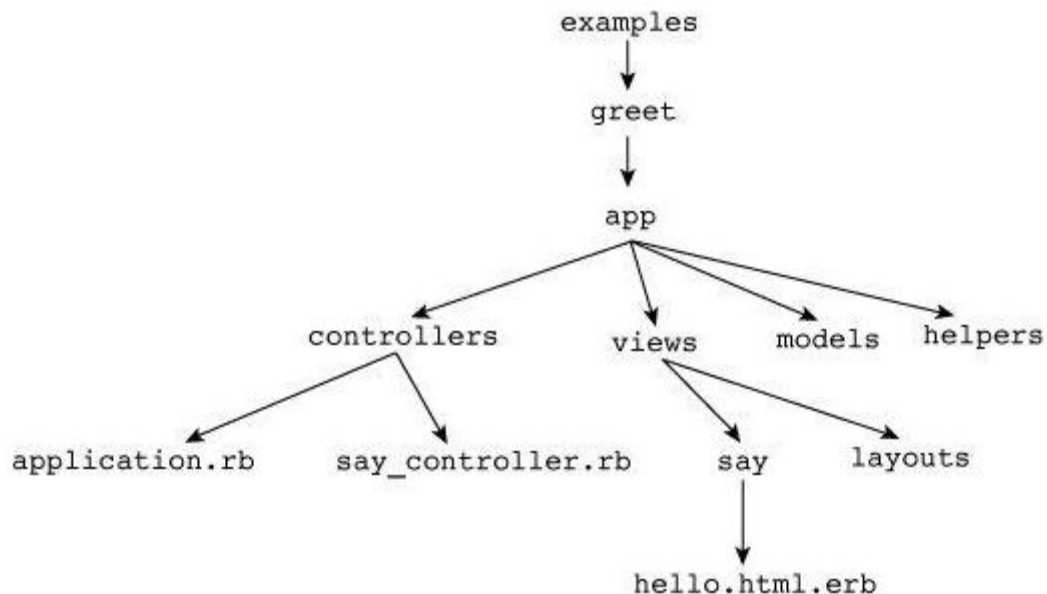 examples
greet
app
controllers views models helpers
application.rb say_controller.rb say layouts
hello.html.erb